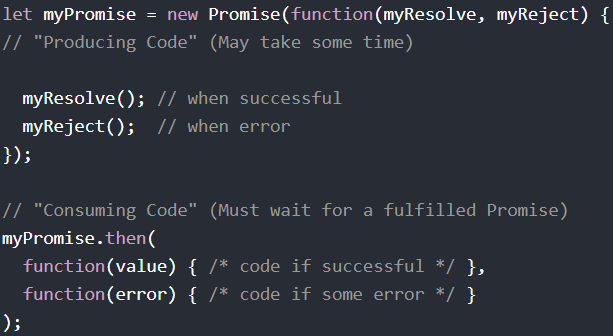 let myPromise = new Promise(function(myResolve, myReject) {
// "Producing Code" (May take some time)

  myResolve(); // when successful
  myReject();  // when error
});

// "Consuming Code" (Must wait for a fulfilled Promise)
myPromise.then(
  function(value) { /* code if successful */ },
  function(error) { /* code if some error */ }
);